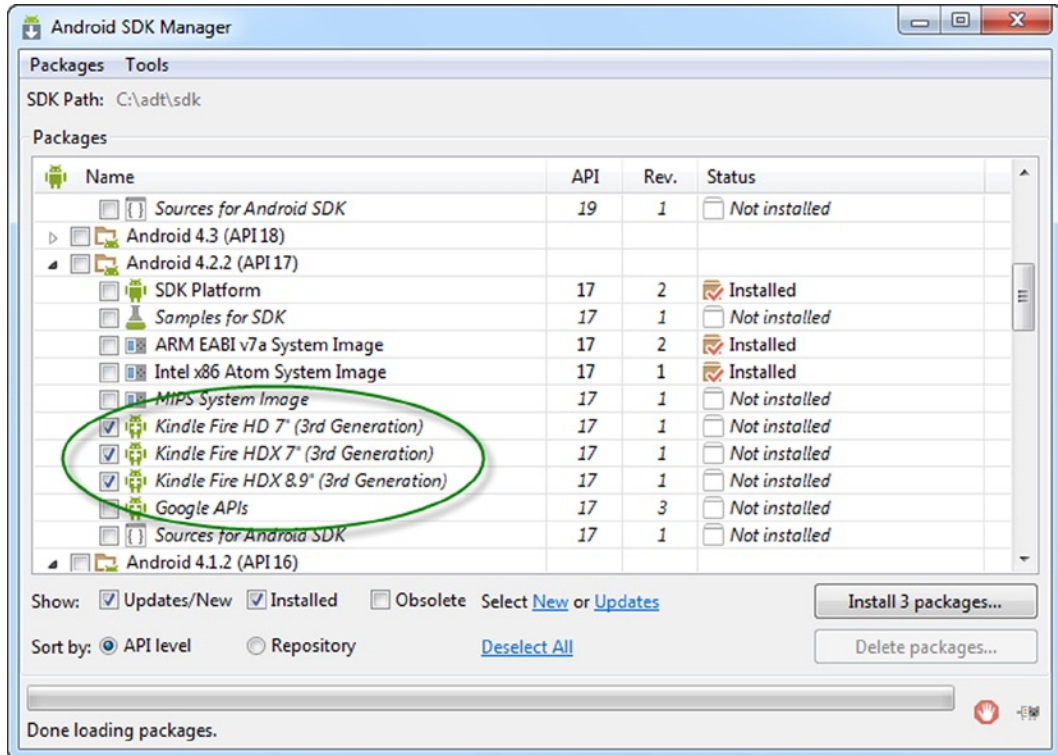 Android SDK Manager
Packages Tools
SDK Path: C:\adt\sdk
Packages
Name API Rev. Status
{} Sources for Android SDK 19 1 Not installed
Android 4.3 (API 18)
Android 4.2.2 (API 17)
SDK Platform 17 2 Installed
Samples for SDK 17 1 Not installed
ARM EABI v7a System Image 17 2 Installed
Intel x86 Atom System Image 17 1 Installed
MIPS System Image 17 1 Not installed
Kindle Fire HD 7" (3rd Generation) 17 1 Not installed
Kindle Fire HDX 7" (3rd Generation) 17 1 Not installed
Kindle Fire HDX 8.9" (3rd Generation) 17 1 Not installed
Google APIs 17 3 Not installed
{} Sources for Android SDK 17 1 Not installed
Android 4.1.2 (API 16)
Show: Updates/New Installed Obsolete Select New or Updates Install 3 packages...
Sort by: API level Repository Deselect All Delete packages...
Done loading packages.